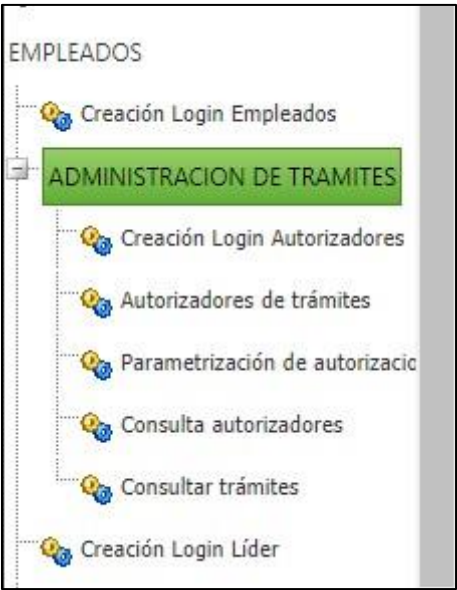 EMPLEADOS
Creación Login Empleados
ADMINISTRACION DE TRAMITES
Creación Login Autorizadores
Autorizadores de trámites
Parametrización de autorizacio
Consulta autorizadores
Consultar trámites
Creación Login Líder